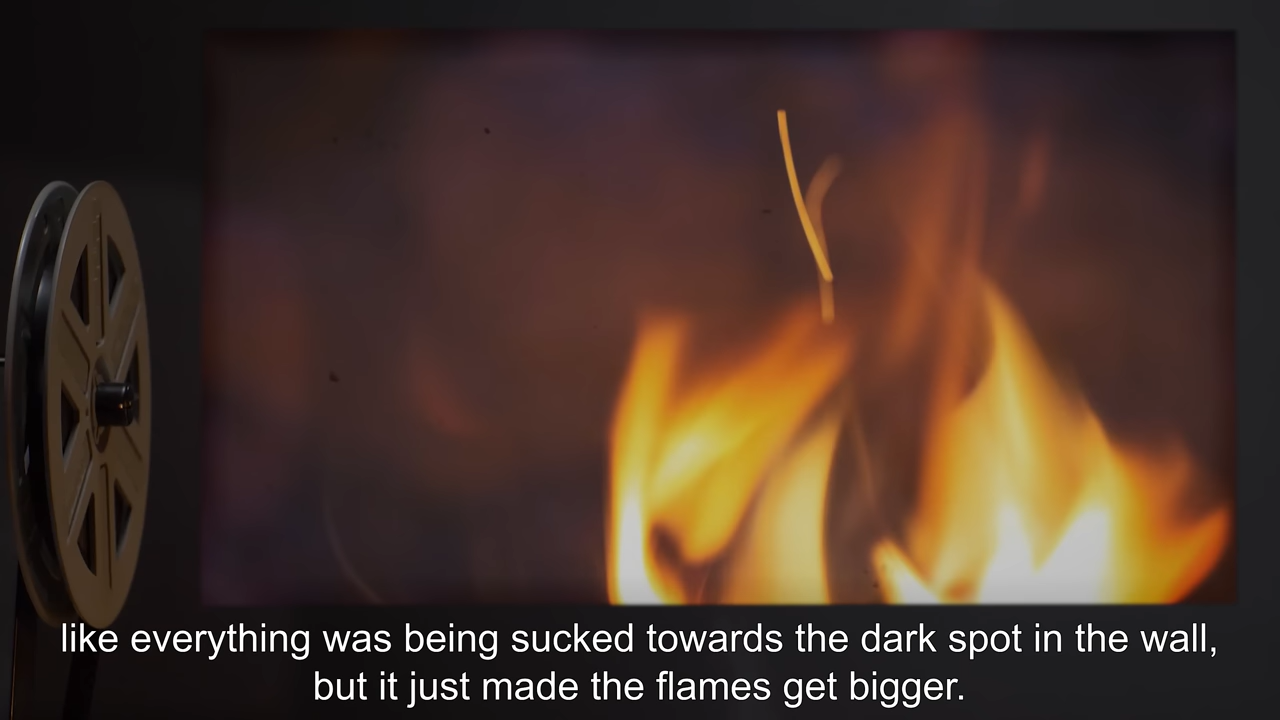 like everything was being sucked towards the dark spot in the wall,
but it just made the flames get bigger.